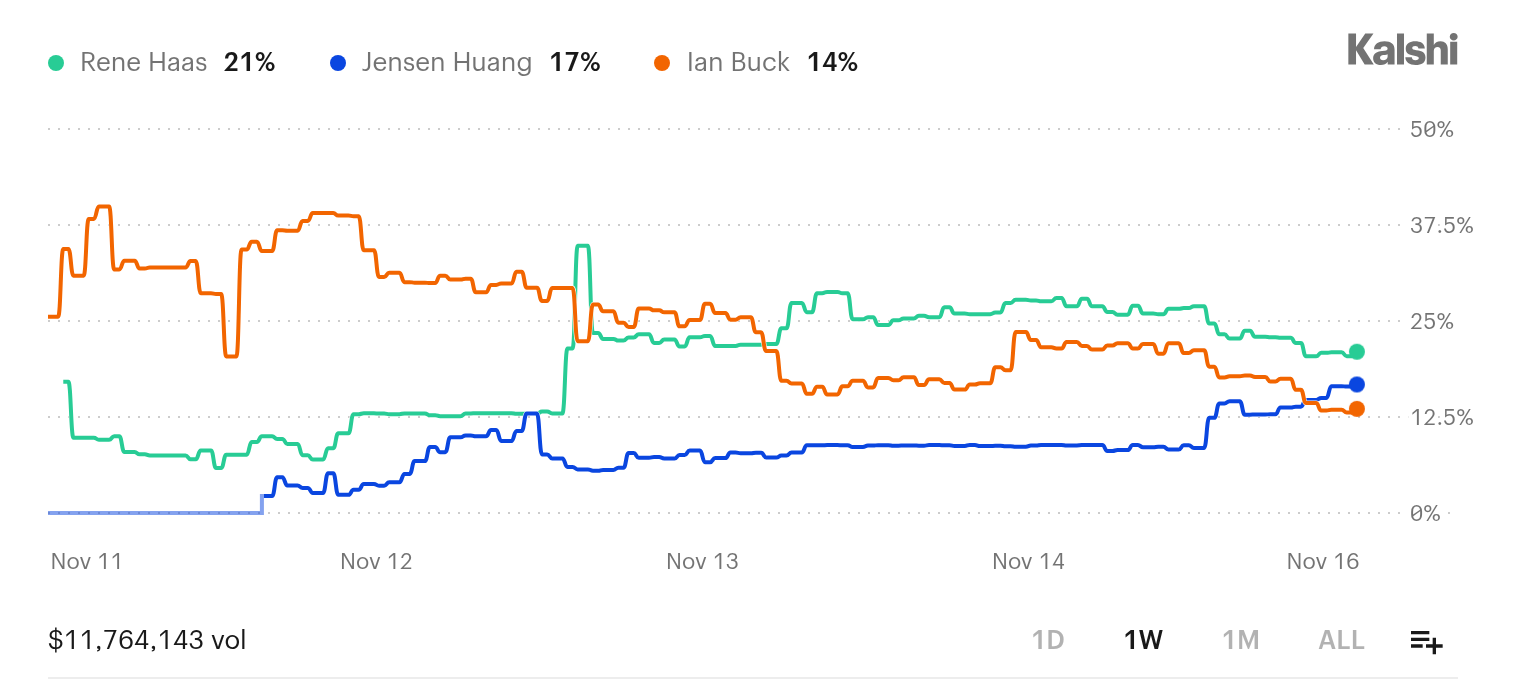 Rene Haas 21% Jensen Huang 17% Ian Buck 14% Kalshi
50%
37.5%
25%
12.5%
0%
Nov 11 Nov 12 Nov 13 Nov 14 Nov 16
$11,764,143 vol 1D 1W 1M ALL